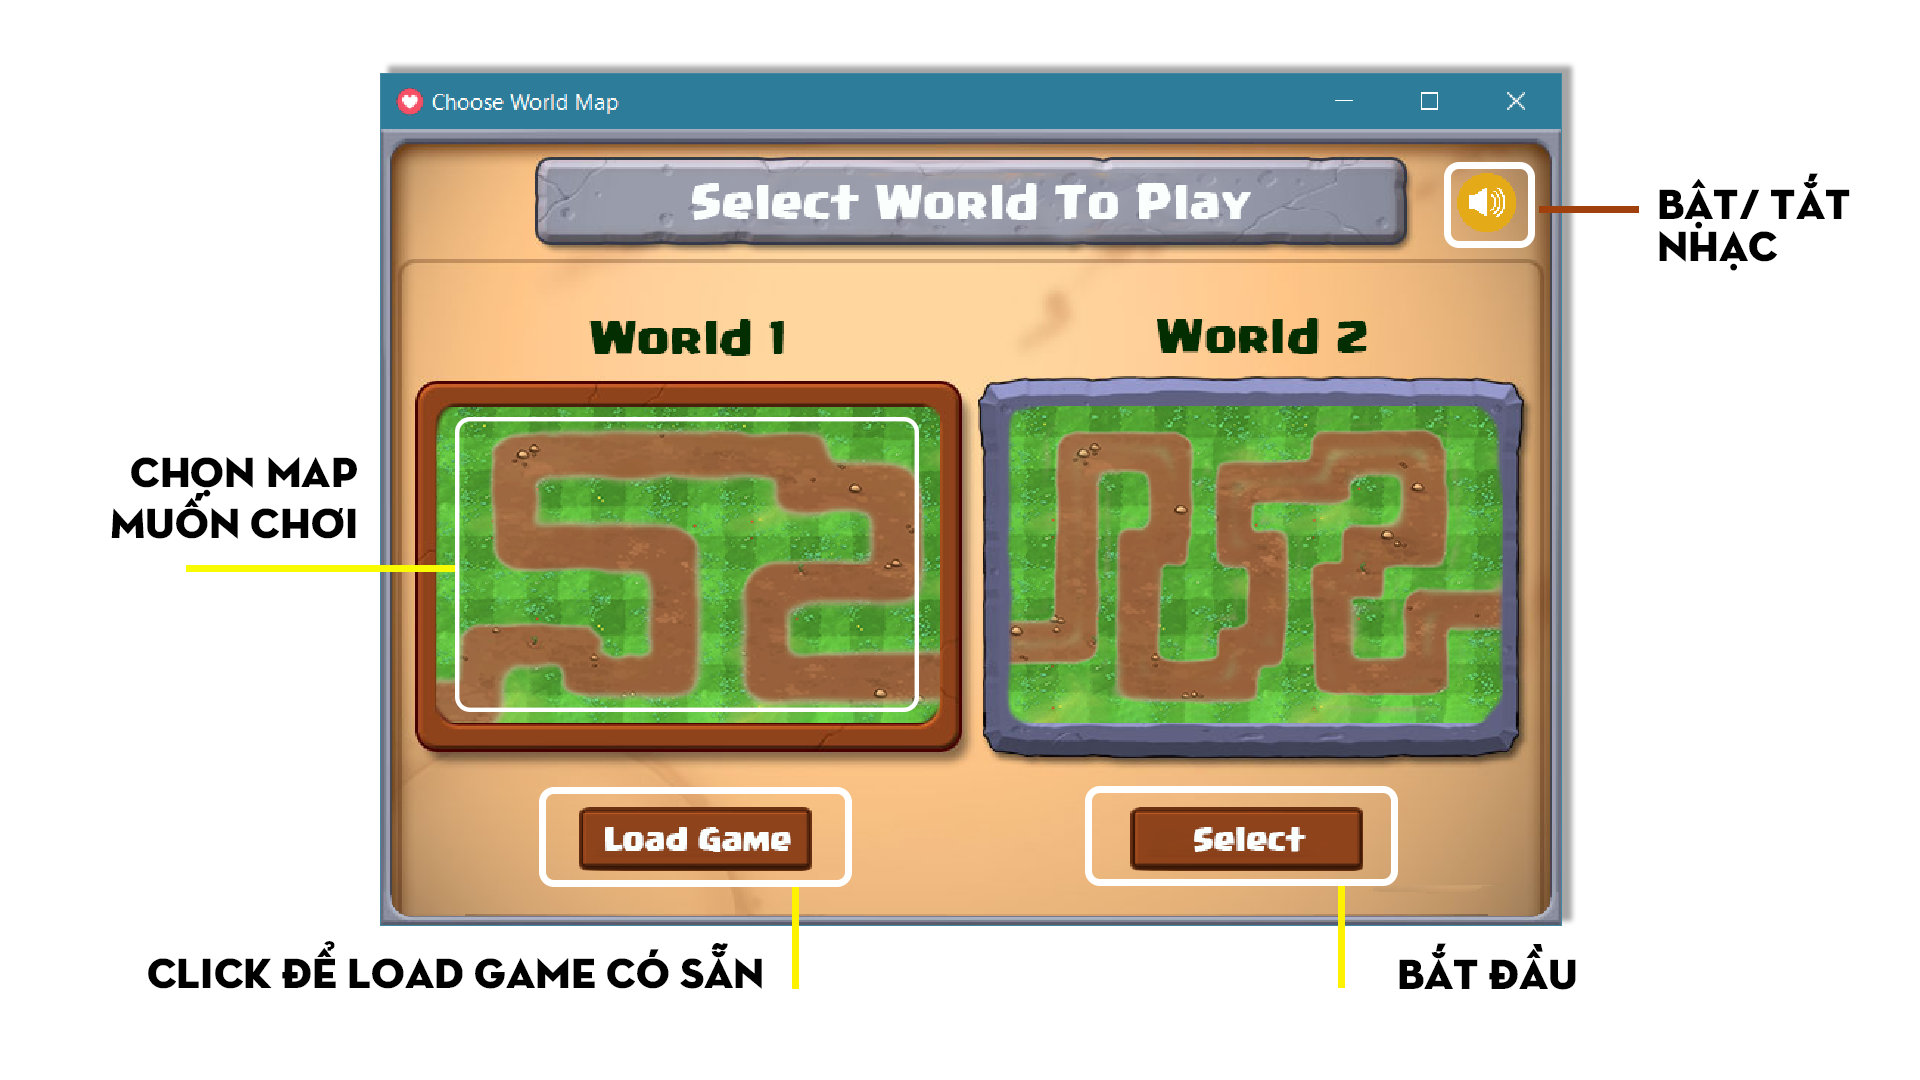 Choose World Map
Select World To Play
BẬT/ TẮT
NHẠC
World 1
World 2
CHỌN MAP
MUỐN CHƠI
Load Game
Select
CLICK ĐỂ LOAD GAME CÓ SẴN
BẮT ĐẦU